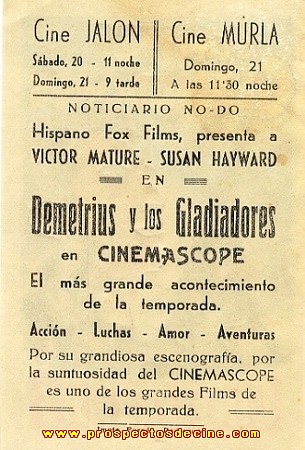 Cine JALON
Sábado, 20 - 11 noche
Domingo, 21 - 9 tarde
Cine MURLA
Domingo, 21
A las 11'30 noche
NOTICIARIO NO-DO
Hispano Fox Films, presenta a
VICTOR MATURE - SUSAN HAYWARD
EN
Demetrius y los Gladiadores
en CINEMASCOPE
El más grande acontecimiento
de la temporada.
Acción - Luchas - Amor - Aventuras
Por su grandiosa escenografía, por
la suntuosidad del CINEMASCOPE
es uno de los grandes Films de
la temporada.
www.prospectosdecine.com